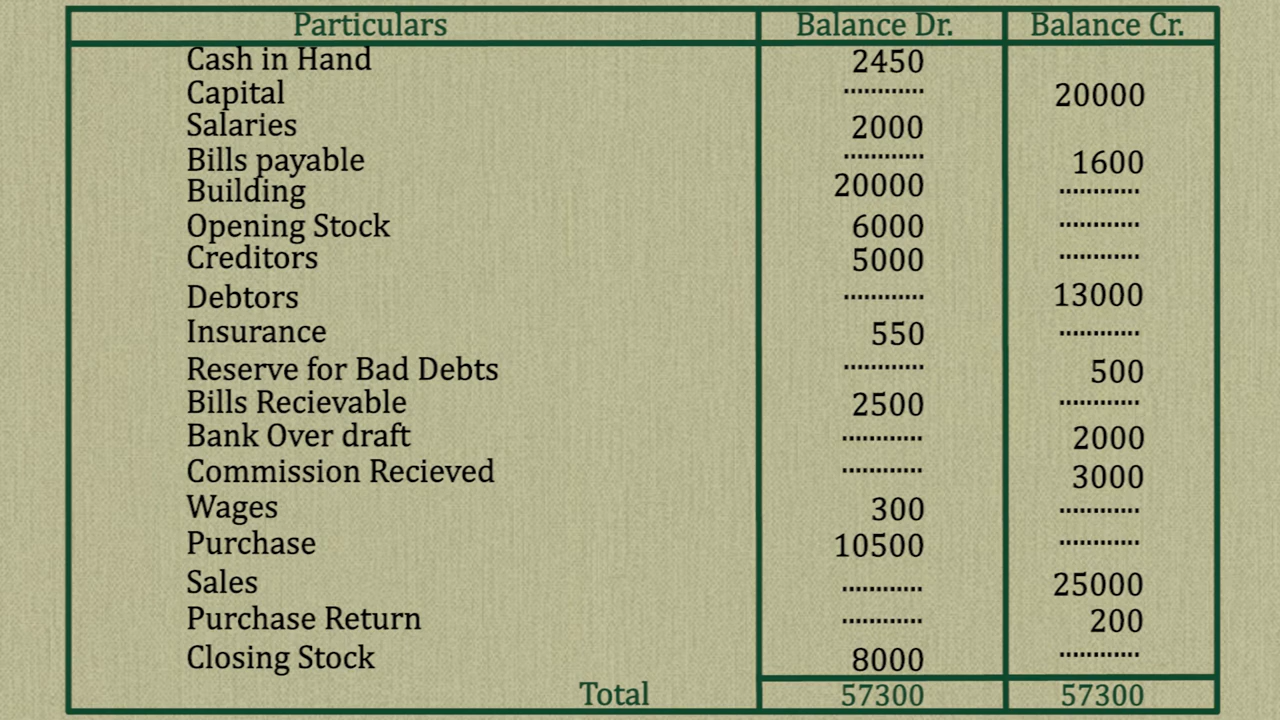 Particulars Balance Dr. Balance Cr.
Cash in Hand 2450
Capital ............ 20000
Salaries 2000
Bills payable ............ 1600
Building 20000 ............
Opening Stock 6000 ............
Creditors 5000 ............
Debtors ............ 13000
Insurance 550 ............
Reserve for Bad Debts ............ 500
Bills Recievable 2500 ............
Bank Over draft ............ 2000
Commission Recieved ............ 3000
Wages 300 ............
Purchase 10500 ............
Sales ............ 25000
Purchase Return ............ 200
Closing Stock 8000 ............
Total 57300 57300